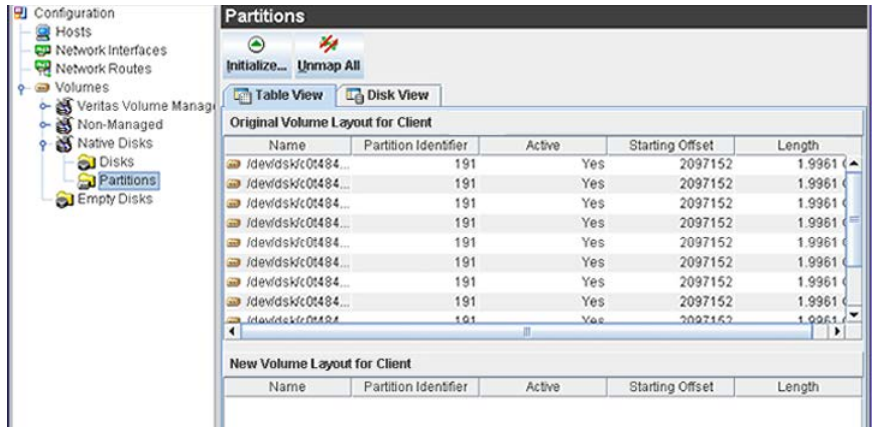 Configuration
Hosts
Network Interfaces
Network Routes
Volumes
Veritas Volume Manag
Non-Managed
Native Disks
Disks
Partitions
Empty Disks
Partitions
Initialize... Unmap All
Table View Disk View
Original Volume Layout for Client
Name Partition Identifier Active Starting Offset Length
/dev/dsk/c0t484... 191 Yes 2097152 1.9961
/dev/dsk/c0t484... 191 Yes 2097152 1.9961
/dev/dsk/c0t484... 191 Yes 2097152 1.9961
/dev/dsk/c0t484... 191 Yes 2097152 1.9961
/dev/dsk/c0t484... 191 Yes 2097152 1.9961
/dev/dsk/c0t484... 191 Yes 2097152 1.9961
/dev/dsk/c0t484... 191 Yes 2097152 1.9961
/dev/dsk/c0t484... 191 Yes 2097152 1.9961
New Volume Layout for Client
Name Partition Identifier Active Starting Offset Length